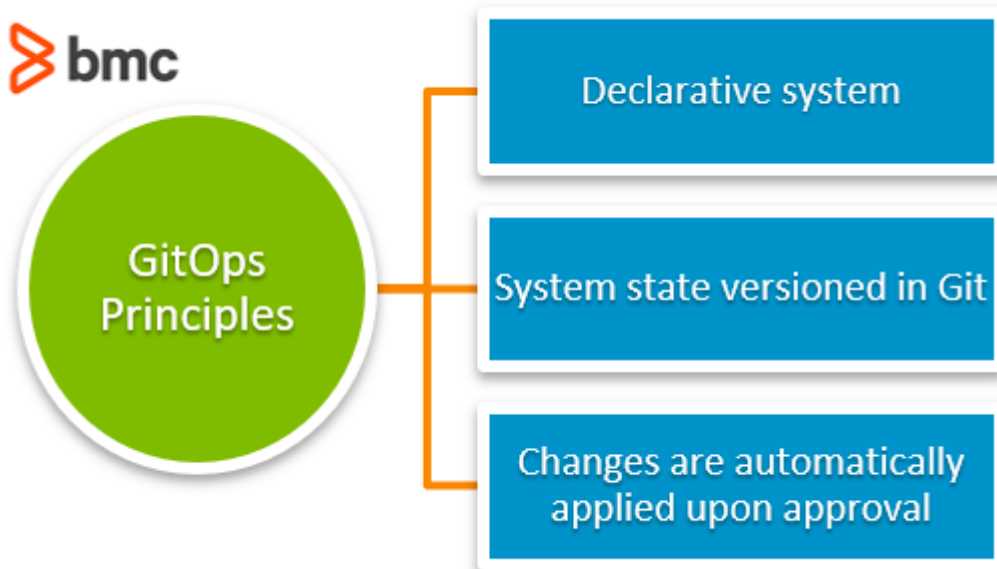 bmc
GitOps
Principles
Declarative system
System state versioned in Git
Changes are automatically
applied upon approval